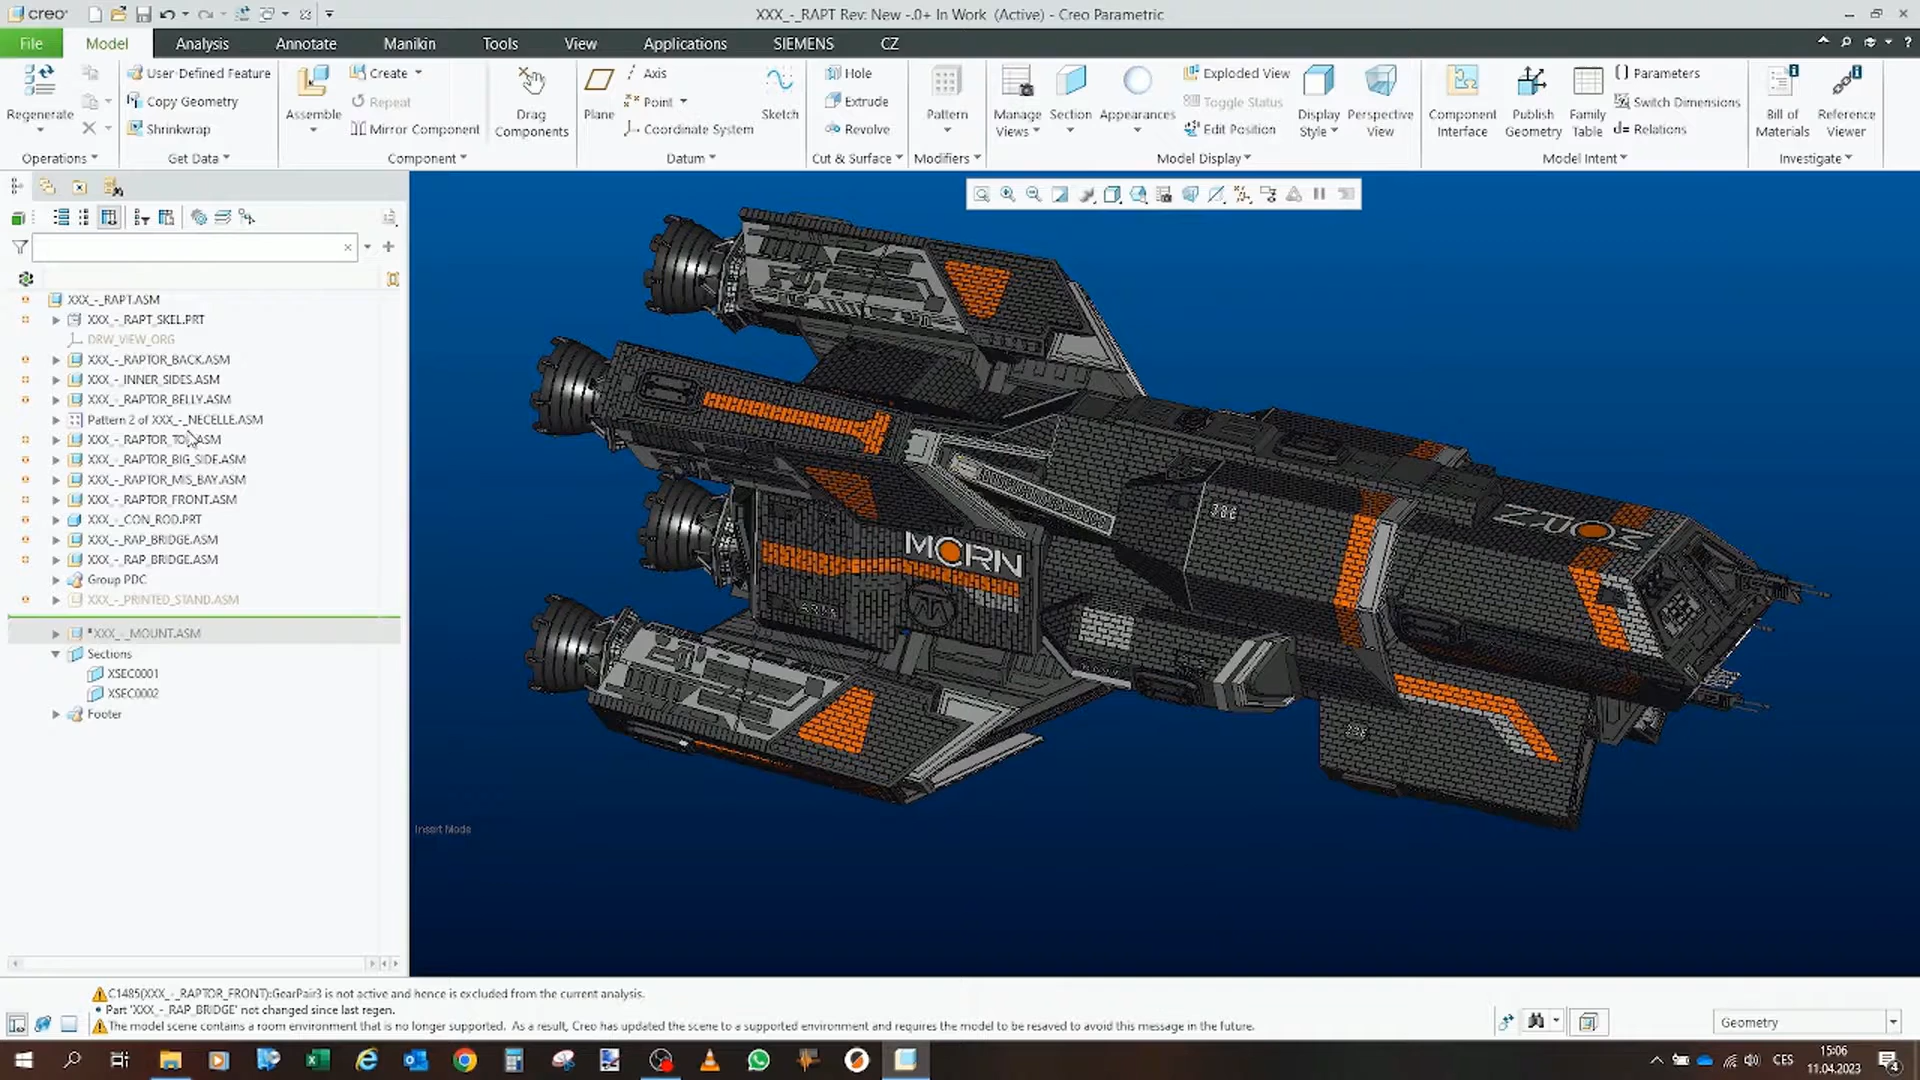 creo
XXX_-_RAPT Rev: New -.0+ In Work (Active) - Creo Parametric
File
Model
Analysis
Annotate
Manikin
Tools
View
Applications
SIEMENS
CZ
Regenerate
User-Defined Feature
Copy Geometry
Shrinkwrap
Assemble
Create
Repeat
Mirror Component
Drag Components
Plane
Axis
Point
Coordinate System
Sketch
Hole
Extrude
Revolve
Pattern
Manage Views
Section
Appearances
Exploded View
Toggle Status
Edit Position
Display Style
Perspective View
Component Interface
Publish Geometry
Family Table
Parameters
Switch Dimensions
d= Relations
Bill of Materials
Reference Viewer
Operations
Get Data
Component
Datum
Cut & Surface
Modifiers
Model Display
Model Intent
Investigate
XXX_-_RAPT.ASM
XXX_-_RAPT_SKEL.PRT
DRW_VIEW_ORG
XXX_-_RAPTOR_BACK.ASM
XXX_-_INNER_SIDES.ASM
XXX_-_RAPTOR_BELLY.ASM
Pattern 2 of XXX_-_NECELLE.ASM
XXX_-_RAPTOR_TOP.ASM
XXX_-_RAPTOR_BIG_SIDE.ASM
XXX_-_RAPTOR_MIS_BAY.ASM
XXX_-_RAPTOR_FRONT.ASM
XXX_-_CON_ROD.PRT
XXX_-_RAP_BRIDGE.ASM
XXX_-_RAP_BRIDGE.ASM
Group PDC
XXX_-_PRINTED_STAND.ASM
*XXX_-_MOUNT.ASM
Sections
XSEC0001
XSEC0002
Footer
MCRN
Insert Mode
C1485(XXX_-_RAPTOR_FRONT):GearPair3 is not active and hence is excluded from the current analysis.
• Part 'XXX_-_RAP_BRIDGE' not changed since last regen.
The model scene contains a room environment that is no longer supported. As a result, Creo has updated the scene to a supported environment and requires the model to be resaved to avoid this message in the future.
Geometry
CES
15:06
11.04.2023
4